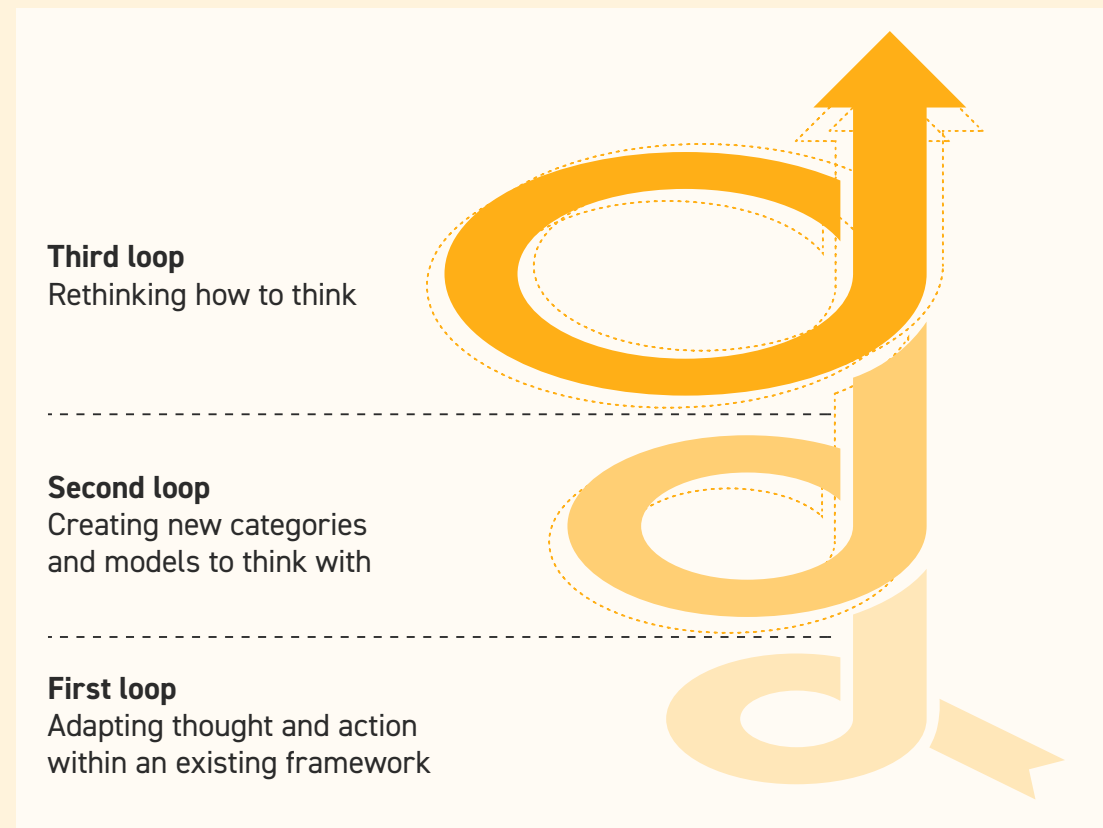 Third loop
Rethinking how to think
Second loop
Creating new categories
and models to think with
First loop
Adapting thought and action
within an existing framework